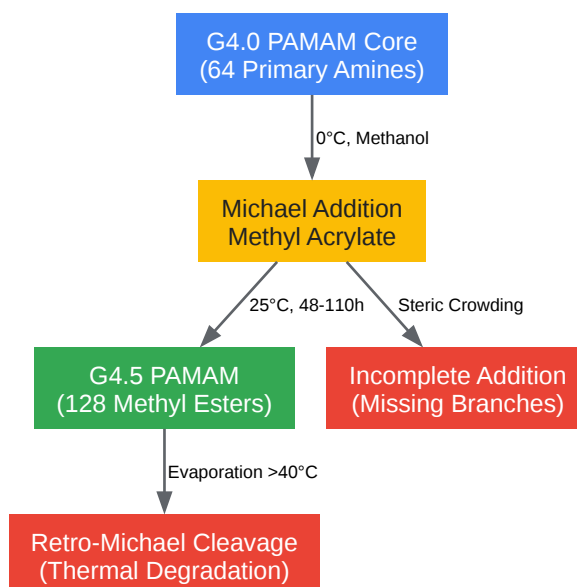 G4.0 PAMAM Core
(64 Primary Amines)
0°C, Methanol
Michael Addition
Methyl Acrylate
25°C, 48-110h
Steric Crowding
G4.5 PAMAM
(128 Methyl Esters)
Incomplete Addition
(Missing Branches)
Evaporation >40°C
Retro-Michael Cleavage
(Thermal Degradation)